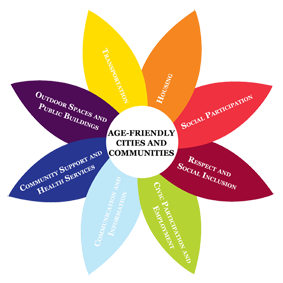 AGE-FRIENDLY
CITIES AND
COMMUNITIES
Transportation
Housing
Social Participation
Respect and
Social Inclusion
Civic Participation and
Employment
Communication and
Information
Community Support and
Health Services
Outdoor Spaces and
Public Buildings